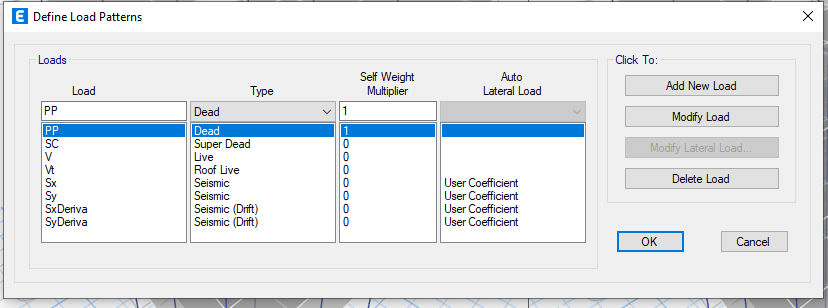 E Define Load Patterns
Loads
Click To:
Load Type Self Weight Multiplier Auto Lateral Load
PP Dead 1
PP Dead 1
SC Super Dead 0
V Live 0
Vt Roof Live 0
Sx Seismic 0 User Coefficient
Sy Seismic 0 User Coefficient
SxDeriva Seismic (Drift) 0 User Coefficient
SyDeriva Seismic (Drift) 0 User Coefficient
Add New Load
Modify Load
Modify Lateral Load...
Delete Load
OK
Cancel